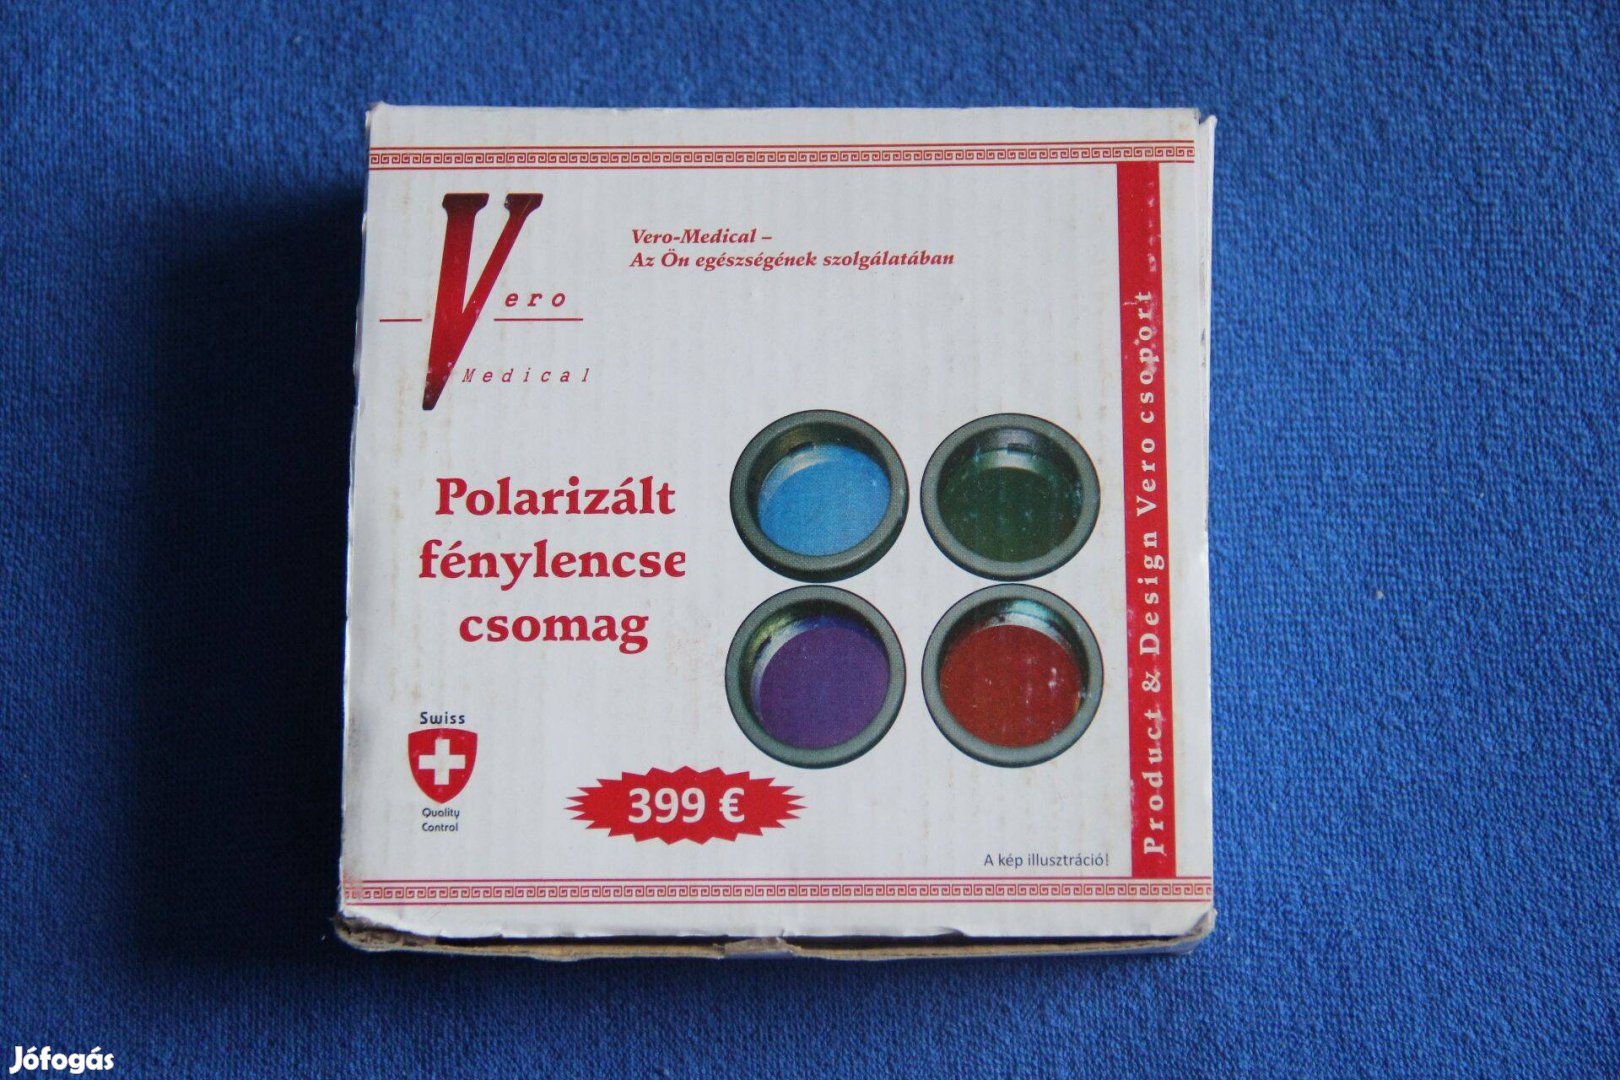 Vero
Medical
Vero-Medical –
Az Ön egészségének szolgálatában
Polarizált
fénylencse
csomag
Swiss
Quality
Control
399 €
A kép illusztráció!
Product & Design Vero csoport
Jófogás